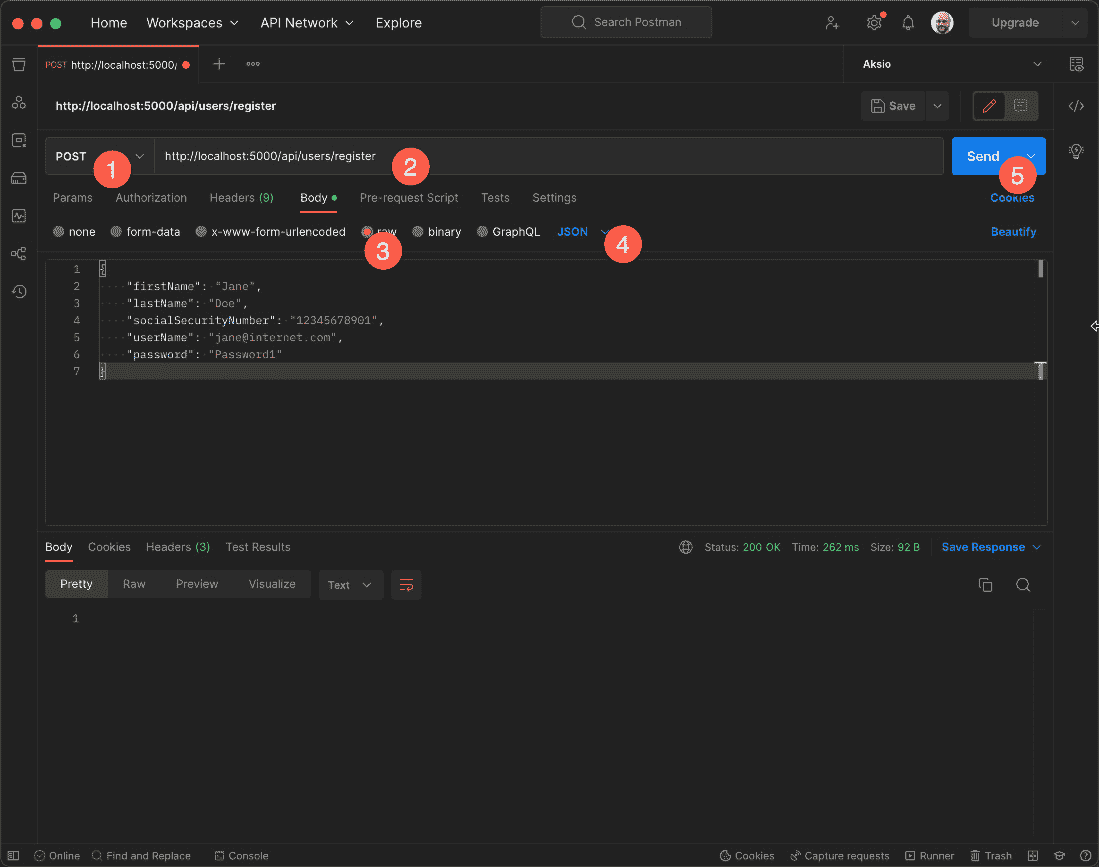 Home Workspaces API Network Explore Search Postman Upgrade
POST http://localhost:5000/ Aksio
http://localhost:5000/api/users/register Save
POST http://localhost:5000/api/users/register Send
1 2 5
Params Authorization Headers (9) Body Pre-request Script Tests Settings Cookies
none form-data x-www-form-urlencoded raw binary GraphQL JSON Beautify
3 4
1 {
2 "firstName": "Jane",
3 "lastName": "Doe",
4 "socialSecurityNumber": "12345678901",
5 "userName": "jane@internet.com",
6 "password": "Password1"
7 }
Body Cookies Headers (3) Test Results Status: 200 OK Time: 262 ms Size: 92 B Save Response
Pretty Raw Preview Visualize Text
1
Online Find and Replace Console Cookies Capture requests Runner Trash